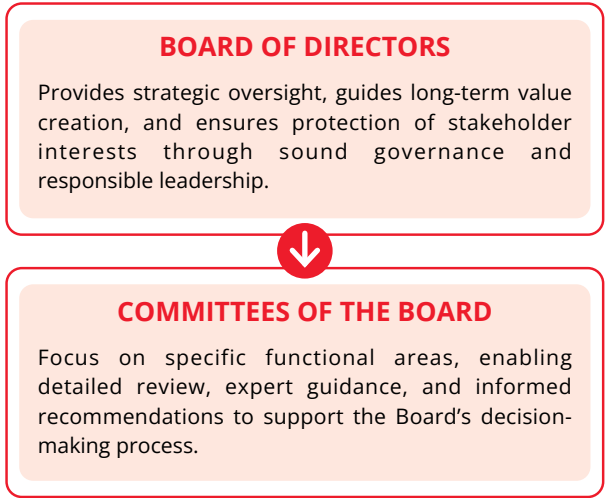 BOARD OF DIRECTORS
Provides strategic oversight, guides long-term value
creation, and ensures protection of stakeholder
interests through sound governance and
responsible leadership.
COMMITTEES OF THE BOARD
Focus on specific functional areas, enabling
detailed review, expert guidance, and informed
recommendations to support the Board’s decision-
making process.